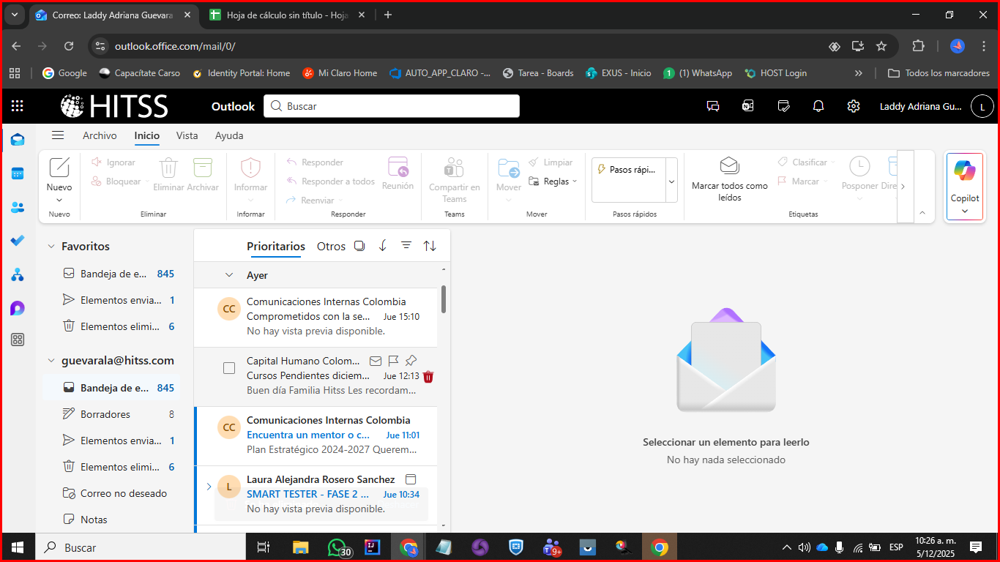 Correo: Laddy Adriana Guevara
Hoja de cálculo sin título - Hoja
outlook.office.com/mail/0/
Google
Capacítate Carso
Identity Portal: Home
Mi Claro Home
AUTO_APP_CLARO -...
Tarea - Boards
EXUS - Inicio
1
(1) WhatsApp
HOST Login
Todos los marcadores
HITSS
Outlook
Buscar
Laddy Adriana Gu...
L
Archivo
Inicio
Vista
Ayuda
Nuevo
Nuevo
Ignorar
Bloquear
Eliminar
Archivar
Eliminar
Informar
Informar
Responder
Responder a todos
Reenviar
Reunión
Responder
Compartir en
Teams
Teams
Mover
Limpiar
Reglas
Mover
Pasos rápi...
Pasos rápidos
Marcar todos como
leídos
Clasificar
Marcar
Posponer
Dire
Etiquetas
Copilot
Favoritos
Bandeja de e... 845
Elementos envia... 1
Elementos elimi... 6
guevarala@hitss.com
Bandeja de e... 845
Borradores 8
Elementos envia... 1
Elementos elimi... 6
Correo no deseado
Notas
Prioritarios
Otros
Ayer
CC
Comunicaciones Internas Colombia
Comprometidos con la se... Jue 15:10
No hay vista previa disponible.
Capital Humano Colom...
Cursos Pendientes diciem... Jue 12:13
Buen día Familia Hitss Les recordam...
CC
Comunicaciones Internas Colombia
Encuentra un mentor o c... Jue 11:01
Plan Estratégico 2024-2027 Querem...
L
Laura Alejandra Rosero Sanchez
SMART TESTER - FASE 2 ... Jue 10:34
No hay vista previa disponible.
Seleccionar un elemento para leerlo
No hay nada seleccionado
Buscar
30
9+
ESP
10:26 a. m.
5/12/2025